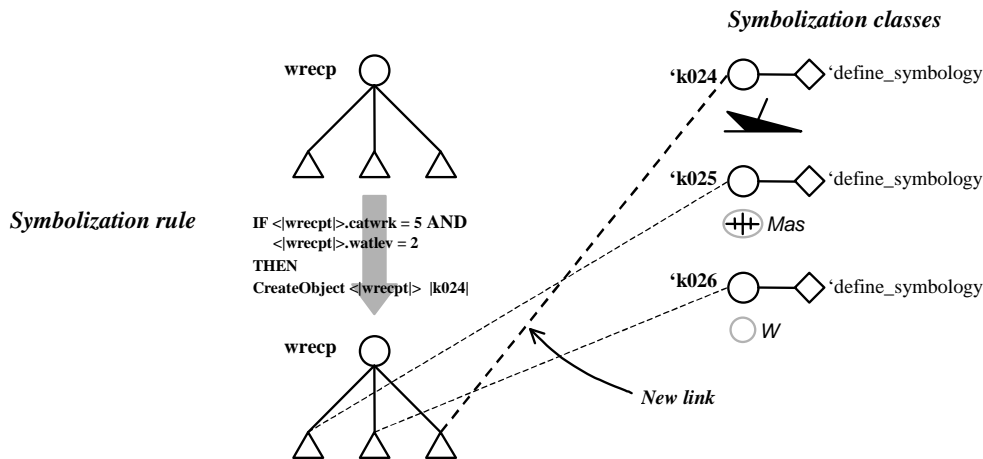 Symbolization classes
wrecp
‘k024
‘define_symbology
‘k025
‘define_symbology
Mas
Symbolization rule
IF <|wrecpt|>.catwrk = 5 AND
<|wrecpt|>.watlev = 2
THEN
CreateObject <|wrecpt|> |k024|
‘k026
‘define_symbology
W
wrecp
New link